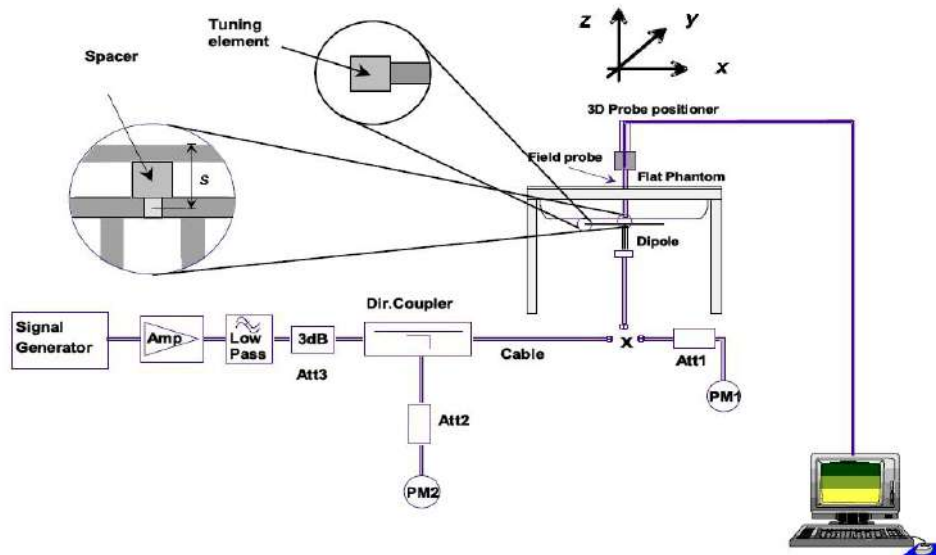 Tuning
element
Spacer
s
z
y
x
3D Probe positioner
Field probe
Flat Phantom
Dipole
Signal
Generator
Amp
Low
Pass
3dB
Att3
Dir.Coupler
Cable
x
Att1
PM1
Att2
PM2